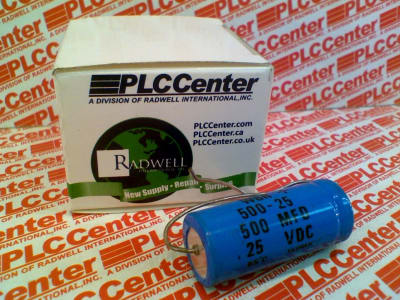 PLCCenter
A DIVISION OF RADWELL INTERNATIONAL, INC.
PLCCenter.com
PLCCenter.ca
PLCCenter.co.uk
RADWELL
New Supply • Repair • Surplus
500-25
500 MFD
25 VDC